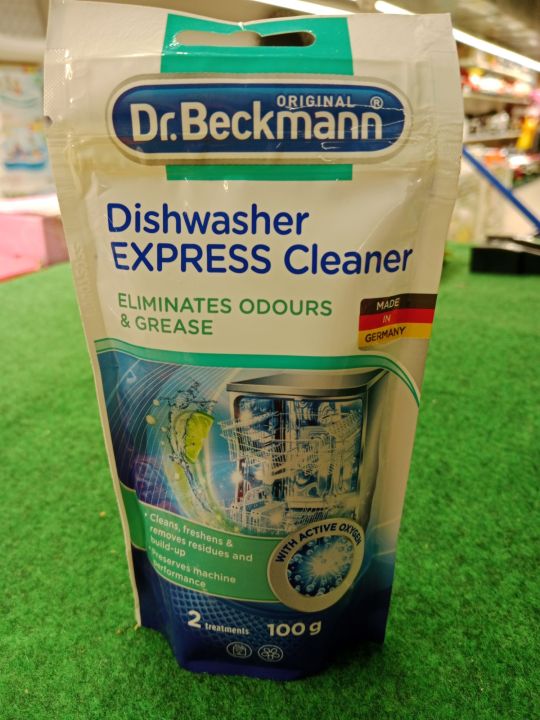 ORIGINAL
Dr.Beckmann®
Dishwasher
EXPRESS Cleaner
ELIMINATES ODOURS
& GREASE
MADE
IN
GERMANY
• Cleans, freshens &
removes residues and
build-up
• Preserves machine
performance
WITH ACTIVE OXYGEN
2 treatments 100 g